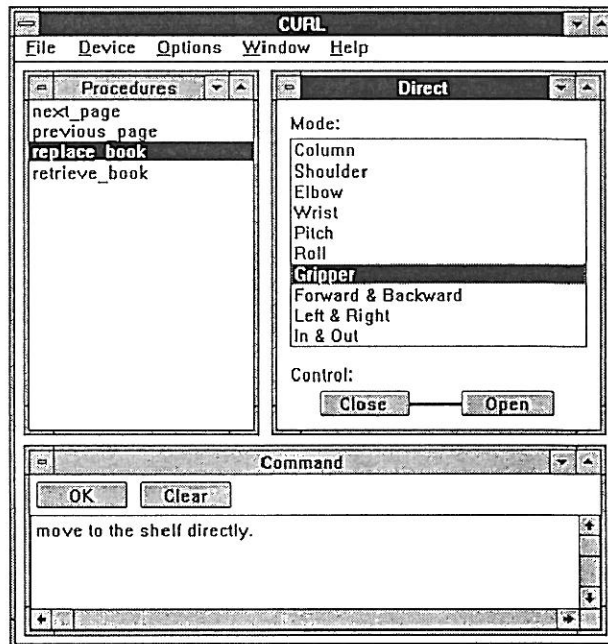 CURL
File Device Options Window Help
Procedures
next_page
previous_page
replace_book
retrieve_book
Direct
Mode:
Column
Shoulder
Elbow
Wrist
Pitch
Roll
Gripper
Forward & Backward
Left & Right
In & Out
Control:
Close Open
Command
OK Clear
move to the shelf directly.